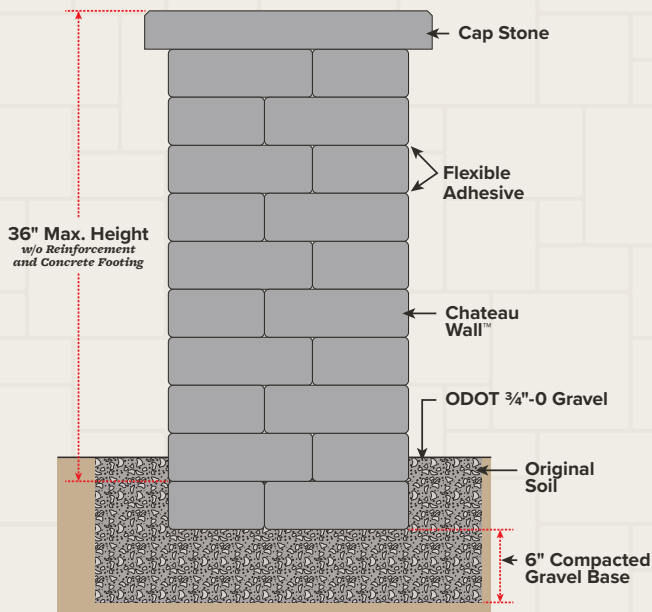 Cap Stone
Flexible
Adhesive
36" Max. Height
w/o Reinforcement
and Concrete Footing
Chateau
Wall™
ODOT ¾"-0 Gravel
Original
Soil
6" Compacted
Gravel Base